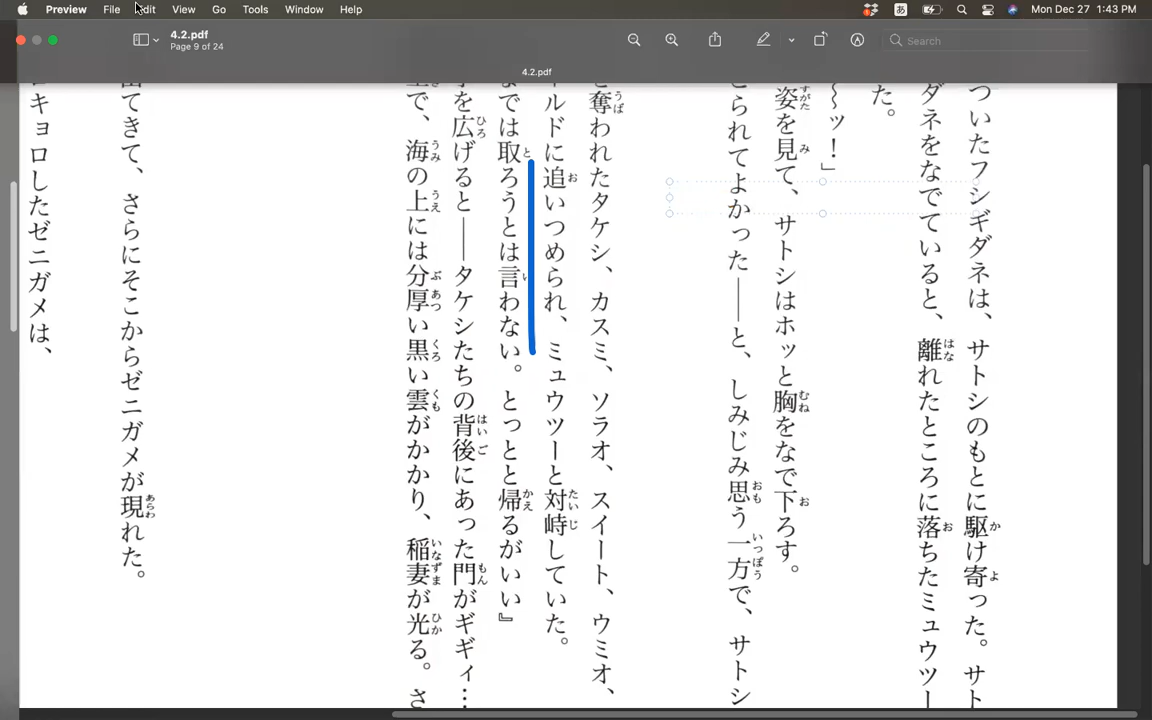 Preview File Edit View Go Tools Window Help Mon Dec 27 1:43 PM
4.2.pdf
Page 9 of 24
Search
4.2.pdf
ついたフシギダネは、サトシのもとに駆け寄った。サト
ダネをなでていると、離れたところに落ちたミュウツー
た。
〜〜ッ！」
姿を見て、サトシはホッと胸をなで下ろす。
られてよかった――と、しみじみ思う一方で、サトシ
奪われたタケシ、カスミ、ソラオ、スイート、ウミオ、
ルドに追いつめられ、ミュウツーと対峙していた。
では取ろうとは言わない。とっとと帰るがいい』
を広げると――タケシたちの背後にあった門がギギィ…
で、海の上には分厚い黒い雲がかかり、稲妻が光る。さ
てきて、さらにそこからゼニガメが現れた。
キョロしたゼニガメは、